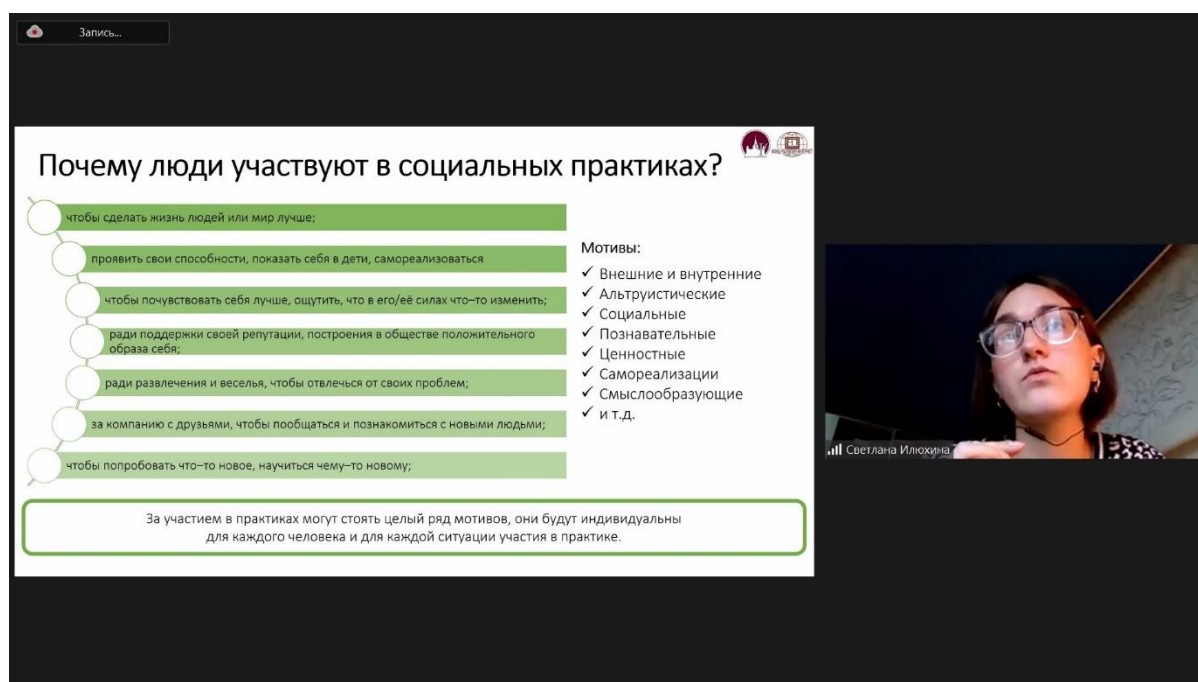 Запись...
Почему люди участвуют в социальных практиках?
чтобы сделать жизнь людей или мир лучше;
проявить свои способности, показать себя в дети, самореализоваться
чтобы почувствовать себя лучше, ощутить, что в его/её силах что–то изменить;
ради поддержки своей репутации, построения в обществе положительного
образа себя;
ради развлечения и веселья, чтобы отвлечься от своих проблем;
за компанию с друзьями, чтобы пообщаться и познакомиться с новыми людьми;
чтобы попробовать что–то новое, научиться чему–то новому;
Мотивы:
✓ Внешние и внутренние
✓ Альтруистические
✓ Социальные
✓ Познавательные
✓ Ценностные
✓ Самореализации
✓ Смыслообразующие
✓ и т.д.
За участием в практиках могут стоять целый ряд мотивов, они будут индивидуальны
для каждого человека и для каждой ситуации участия в практике.
Светлана Илюхина